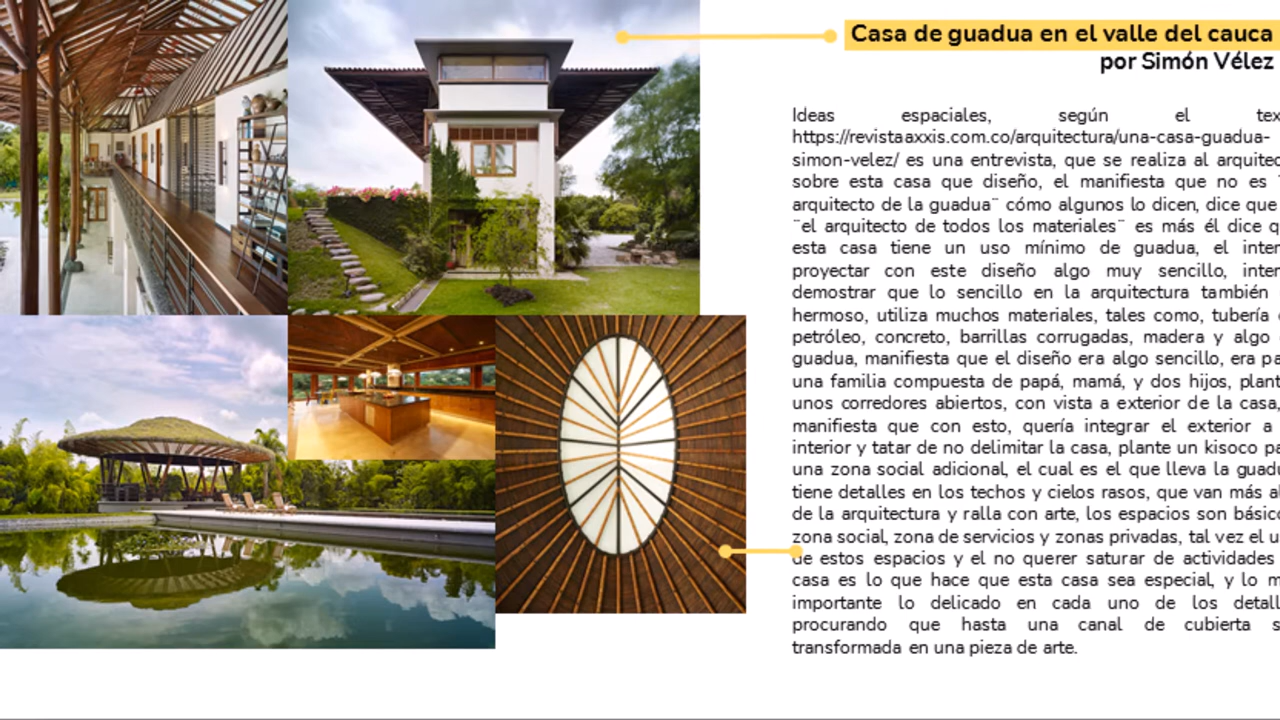 Casa de guadua en el valle del cauca
por Simón Vélez
Ideas espaciales, según el
https://revistaaxxis.com.co/arquitectura/una-casa-guadua-
simon-velez/ es una entrevista, que se realiza al
sobre esta casa que diseño, el manifiesta que no es
arquitecto de la guadua¨ cómo algunos lo dicen, dice que
¨el arquitecto de todos los materiales¨ es más él dice
esta casa tiene un uso mínimo de guadua, el
proyectar con este diseño algo muy sencillo,
demostrar que lo sencillo en la arquitectura también
hermoso, utiliza muchos materiales, tales como, tubería
petróleo, concreto, barrillas corrugadas, madera y algo
guadua, manifiesta que el diseño era algo sencillo, era
una familia compuesta de papá, mamá, y dos hijos,
unos corredores abiertos, con vista a exterior de la casa,
manifiesta que con esto, quería integrar el exterior a
interior y tatar de no delimitar la casa, plante un kisoco
una zona social adicional, el cual es el que lleva la
tiene detalles en los techos y cielos rasos, que van más
de la arquitectura y ralla con arte, los espacios son
zona social, zona de servicios y zonas privadas, tal vez el
de estos espacios y el no querer saturar de actividades
casa es lo que hace que esta casa sea especial, y lo
importante lo delicado en cada uno de los
procurando que hasta una canal de cubierta
transformada en una pieza de arte.